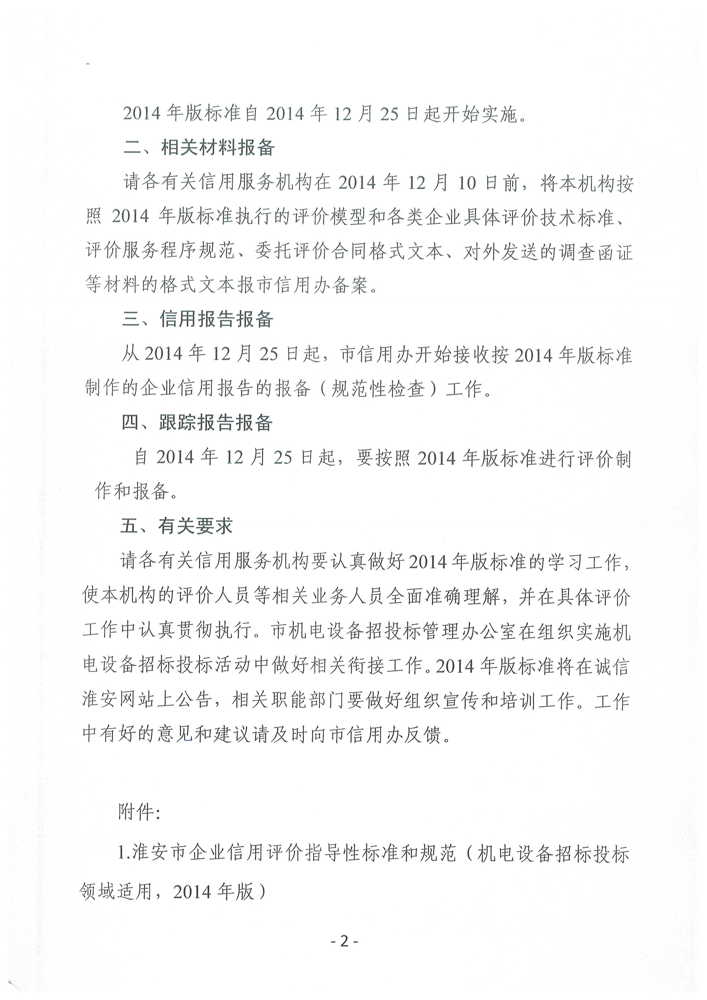 2014 年版标准自 2014 年 12 月 25 日起开始实施。
二、相关材料报备
请各有关信用服务机构在 2014 年 12 月 10 日前，将本机构按
照 2014 年版标准执行的评价模型和各类企业具体评价技术标准、
评价服务程序规范、委托评价合同格式文本、对外发送的调查函证
等材料的格式文本报市信用办备案。
三、信用报告报备
从 2014 年 12 月 25 日起，市信用办开始接收按 2014 年版标准
制作的企业信用报告的报备（规范性检查）工作。
四、跟踪报告报备
自 2014 年 12 月 25 日起，要按照 2014 年版标准进行评价制
作和报备。
五、有关要求
请各有关信用服务机构要认真做好 2014 年版标准的学习工作，
使本机构的评价人员等相关业务人员全面准确理解，并在具体评价
工作中认真贯彻执行。市机电设备招投标管理办公室在组织实施机
电设备招标投标活动中做好相关衔接工作。2014 年版标准将在诚信
淮安网站上公告，相关职能部门要做好组织宣传和培训工作。工作
中有好的意见和建议请及时向市信用办反馈。
附件:
1.淮安市企业信用评价指导性标准和规范（机电设备招标投标
领域适用，2014 年版）
- 2 -